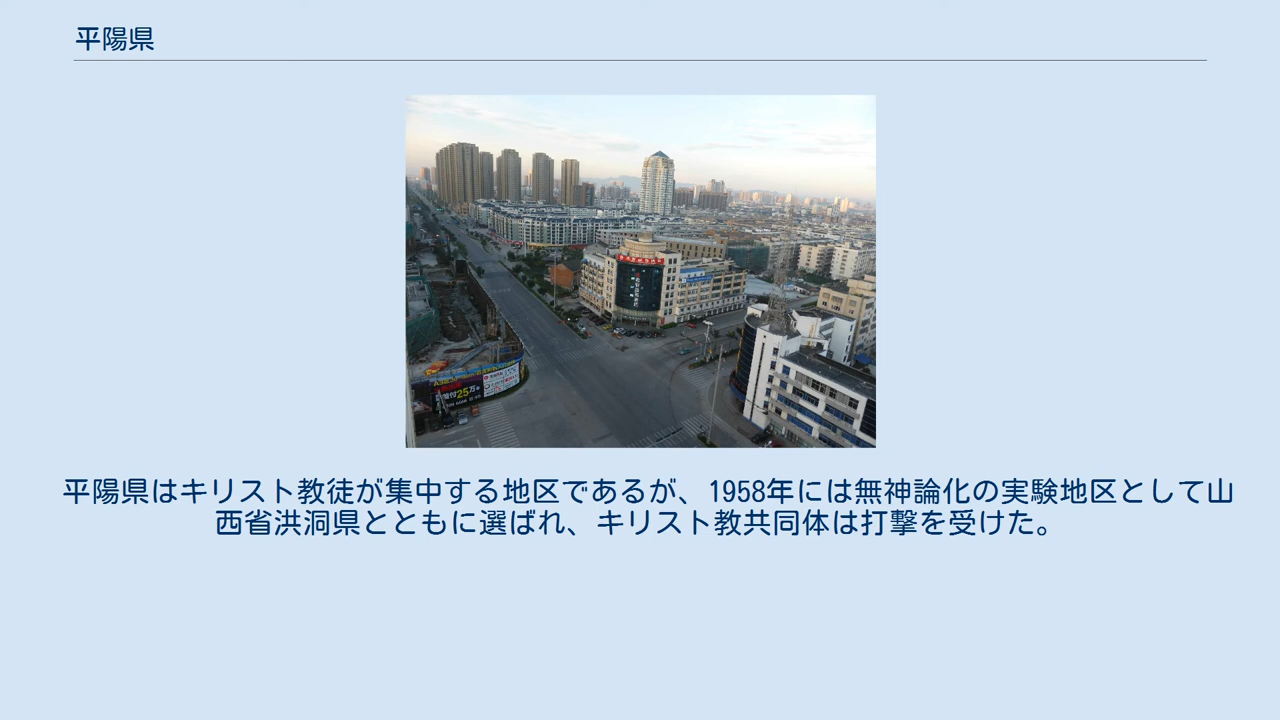 平陽県
25万
平陽県はキリスト教徒が集中する地区であるが、1958年には無神論化の実験地区として山
西省洪洞県とともに選ばれ、キリスト教共同体は打撃を受けた。